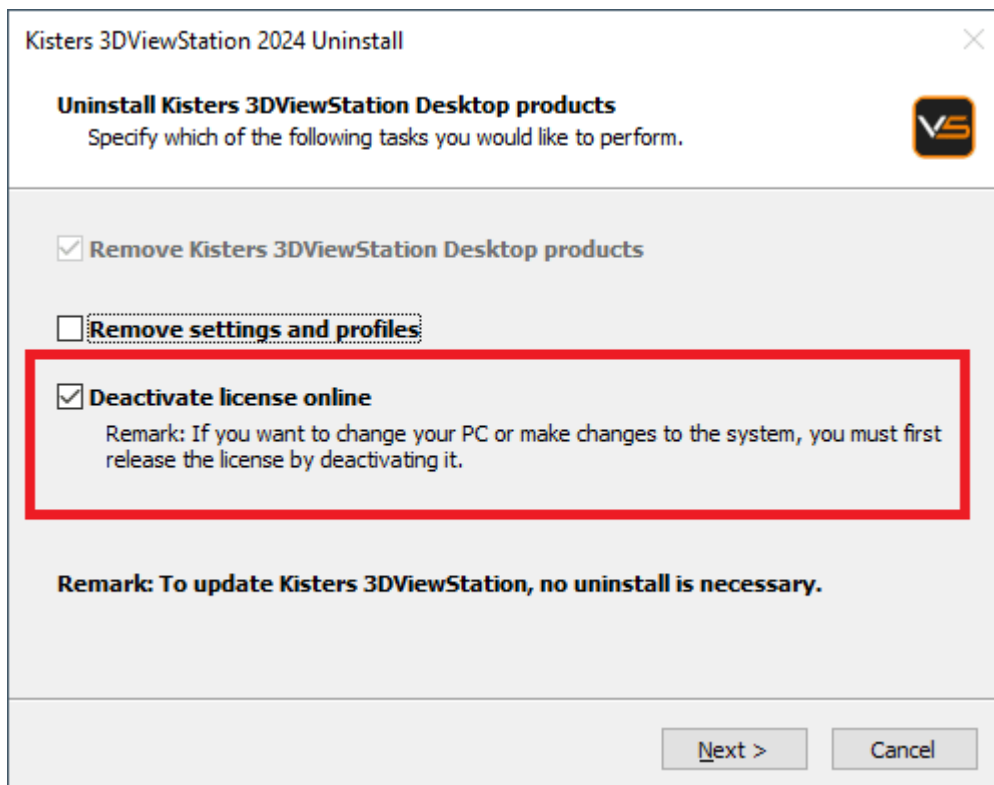 Kisters 3DViewStation 2024 Uninstall
Uninstall Kisters 3DViewStation Desktop products
Specify which of the following tasks you would like to perform.
VS
Remove Kisters 3DViewStation Desktop products
Remove settings and profiles
Deactivate license online
Remark: If you want to change your PC or make changes to the system, you must first
release the license by deactivating it.
Remark: To update Kisters 3DViewStation, no uninstall is necessary.
Next >
Cancel